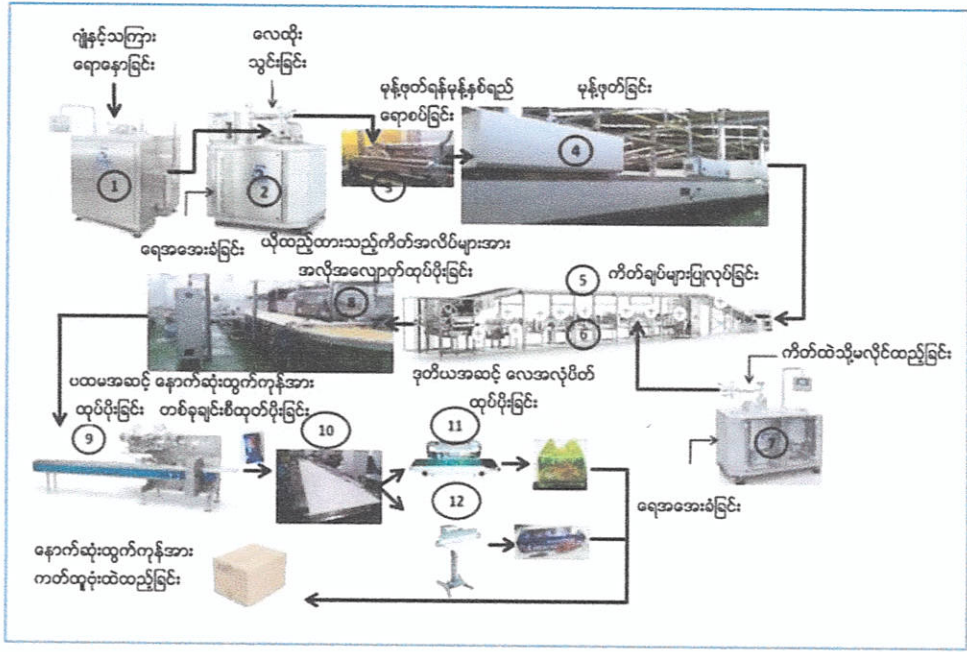 ဂျုံနှင့်သကြား
ရောနှောခြင်း
လေထိုး
သွင်းခြင်း
မုန့်ဖုတ်ရန်မုန့်နှစ်ရည်
ရောစပ်ခြင်း
မုန့်ဖုတ်ခြင်း
1
2
3
4
ရေအအေးခံခြင်း
ယိုထည့်ထားသည့်ကိတ်အလိပ်များအား
အလိုအလျောက်ထုပ်ပိုးခြင်း
5
ကိတ်ချပ်များပြုလုပ်ခြင်း
8
6
ကိတ်ထဲသို့မလိုင်ထည့်ခြင်း
ပထမအဆင့် နောက်ဆုံးထွက်ကုန်အား
ထုပ်ပိုးခြင်း တစ်ခုချင်းစီထုတ်ပိုးခြင်း
ဒုတိယအဆင့် လေအလုံပိတ်
ထုပ်ပိုးခြင်း
9
10
11
7
12
ရေအအေးခံခြင်း
နောက်ဆုံးထွက်ကုန်အား
ကတ်ထူဗုံးထဲထည့်ခြင်း